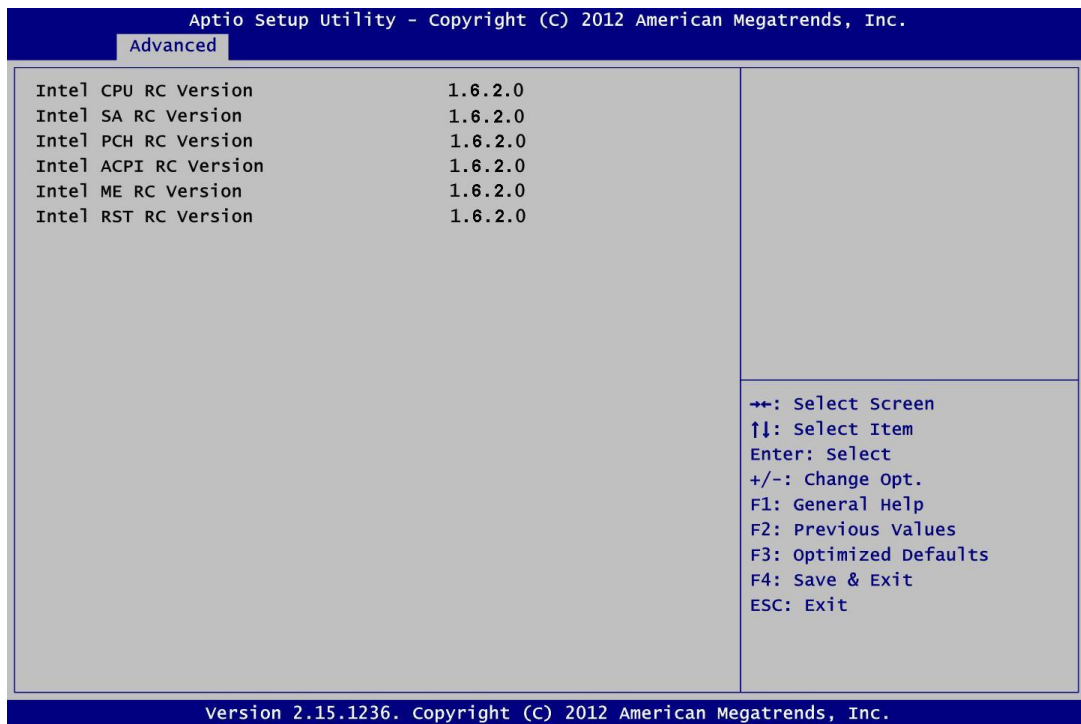 Aptio Setup Utility - Copyright (C) 2012 American Megatrends, Inc.
Advanced
Intel CPU RC Version 1.6.2.0
Intel SA RC Version 1.6.2.0
Intel PCH RC Version 1.6.2.0
Intel ACPI RC Version 1.6.2.0
Intel ME RC Version 1.6.2.0
Intel RST RC Version 1.6.2.0
→←: Select Screen
↑↓: Select Item
Enter: Select
+/-: Change Opt.
F1: General Help
F2: Previous Values
F3: Optimized Defaults
F4: Save & Exit
ESC: Exit
Version 2.15.1236. Copyright (C) 2012 American Megatrends, Inc.